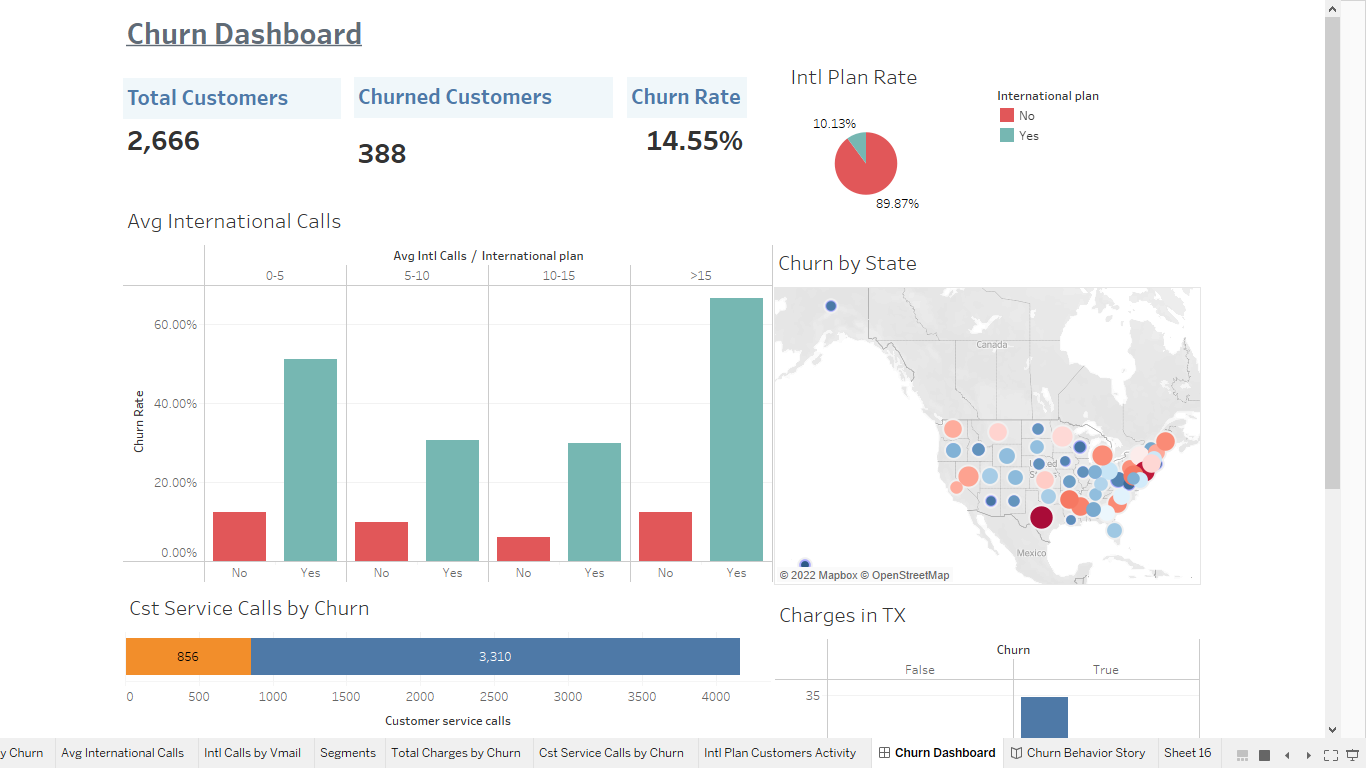 Churn Dashboard
Total Customers
2,666
Churned Customers
388
Churn Rate
14.55%
Intl Plan Rate
10.13%
89.87%
International plan
No
Yes
Avg International Calls
Avg Intl Calls / International plan
0-5 5-10 10-15 >15
Churn Rate
60.00%
40.00%
20.00%
0.00%
No Yes No Yes No Yes No Yes
Churn by State
Canada
Mexico
© 2022 Mapbox © OpenStreetMap
Cst Service Calls by Churn
856 3,310
0 500 1000 1500 2000 2500 3000 3500 4000
Customer service calls
Charges in TX
Churn
False True
35
y Churn Avg International Calls Intl Calls by Vmail Segments Total Charges by Churn Cst Service Calls by Churn Intl Plan Customers Activity Churn Dashboard Churn Behavior Story Sheet 16